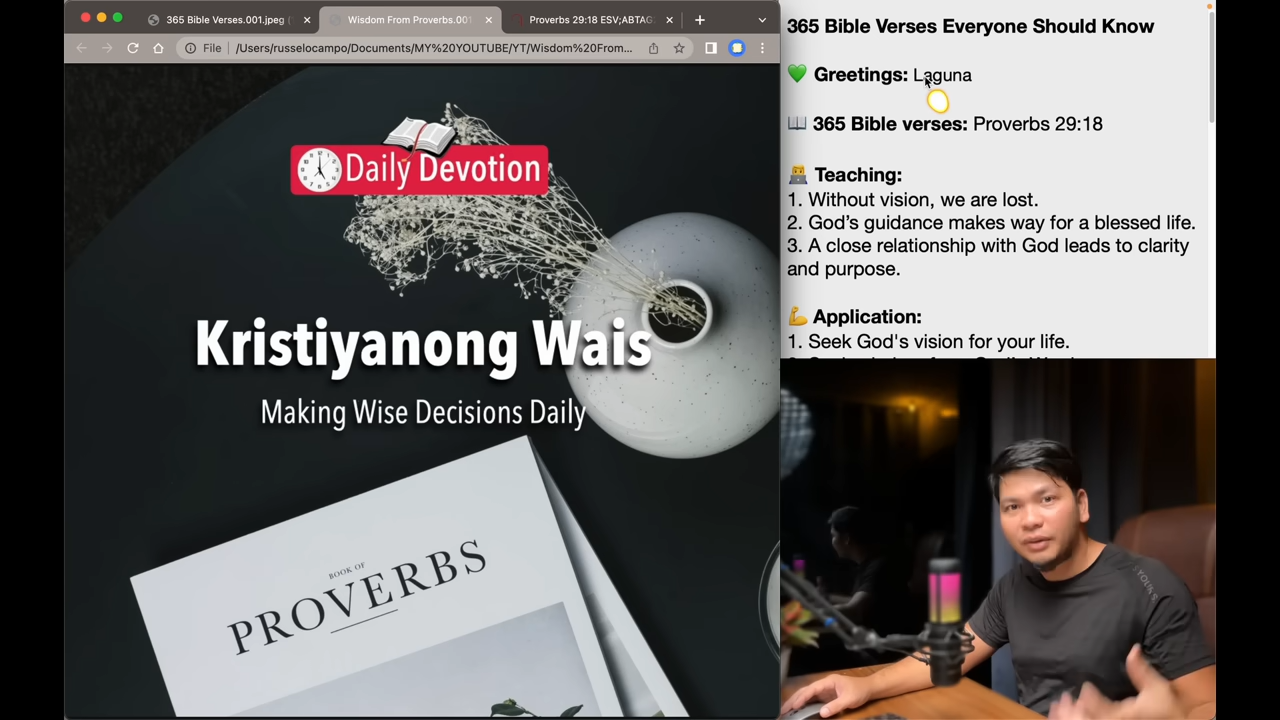 365 Bible Verses.001.jpeg (
Wisdom From Proverbs.001
Proverbs 29:18 ESV;ABTAG
File
/Users/russelocampo/Documents/MY%20YOUTUBE/YT/Wisdom%20From...
Daily Devotion
Kristiyanong Wais
Making Wise Decisions Daily
BOOK OF
PROVERBS
365 Bible Verses Everyone Should Know
💚 Greetings: Laguna
📖 365 Bible verses: Proverbs 29:18
👨‍💻 Teaching:
1. Without vision, we are lost.
2. God’s guidance makes way for a blessed life.
3. A close relationship with God leads to clarity
and purpose.
💪 Application:
1. Seek God's vision for your life.